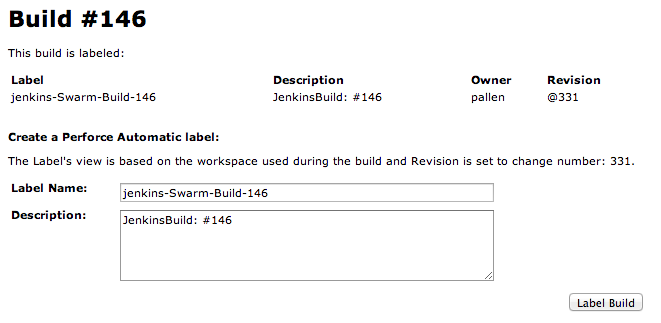 Build #146
This build is labeled:
Label Description Owner Revision
jenkins-Swarm-Build-146 JenkinsBuild: #146 pallen @331
Create a Perforce Automatic label:
The Label's view is based on the workspace used during the build and Revision is set to change number: 331.
Label Name: jenkins-Swarm-Build-146
Description: JenkinsBuild: #146
Label Build